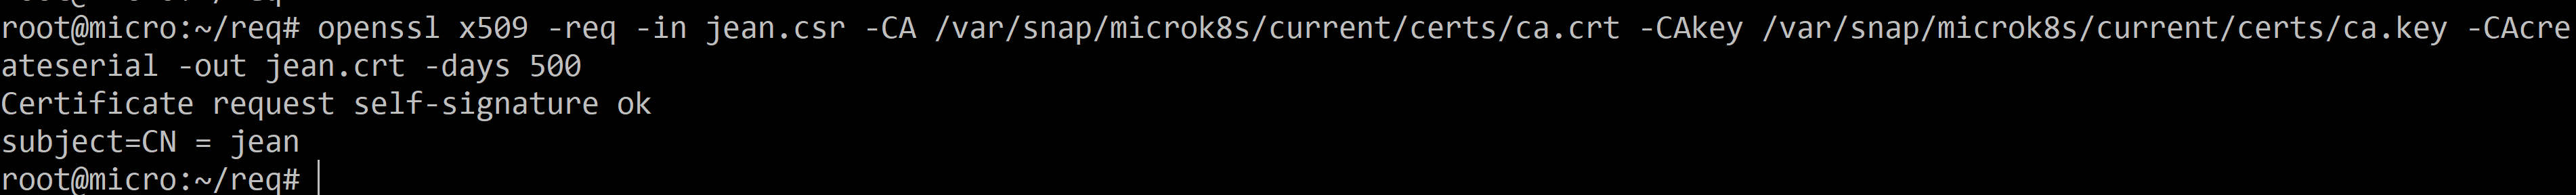 root@micro:~/req# openssl x509 -req -in jean.csr -CA /var/snap/microk8s/current/certs/ca.crt -CAkey /var/snap/microk8s/current/certs/ca.key -CAcre
ateserial -out jean.crt -days 500
Certificate request self-signature ok
subject=CN = jean
root@micro:~/req#